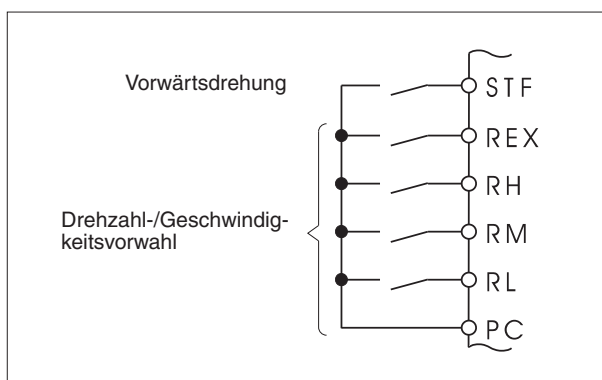 Vorwärtsdrehung
STF
REX
RH
Drehzahl-/Geschwindig-
keitsvorwahl
RM
RL
PC